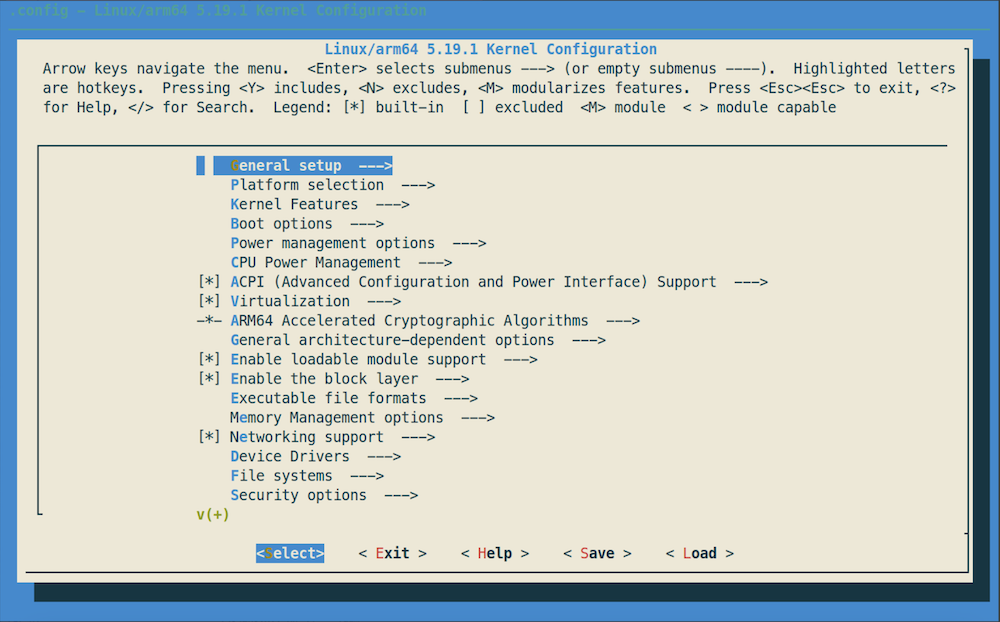 .config - Linux/arm64 5.19.1 Kernel Configuration
Linux/arm64 5.19.1 Kernel Configuration
Arrow keys navigate the menu.  <Enter> selects submenus ---> (or empty submenus ----).  Highlighted letters
are hotkeys.  Pressing <Y> includes, <N> excludes, <M> modularizes features.  Press <Esc><Esc> to exit, <?>
for Help, </> for Search.  Legend: [*] built-in  [ ] excluded  <M> module  < > module capable
General setup  --->
Platform selection  --->
Kernel Features  --->
Boot options  --->
Power management options  --->
CPU Power Management  --->
[*] ACPI (Advanced Configuration and Power Interface) Support  --->
[*] Virtualization  --->
-*- ARM64 Accelerated Cryptographic Algorithms  --->
General architecture-dependent options  --->
[*] Enable loadable module support  --->
[*] Enable the block layer  --->
Executable file formats  --->
Memory Management options  --->
[*] Networking support  --->
Device Drivers  --->
File systems  --->
Security options  --->
v(+)
<Select>    < Exit >    < Help >    < Save >    < Load >